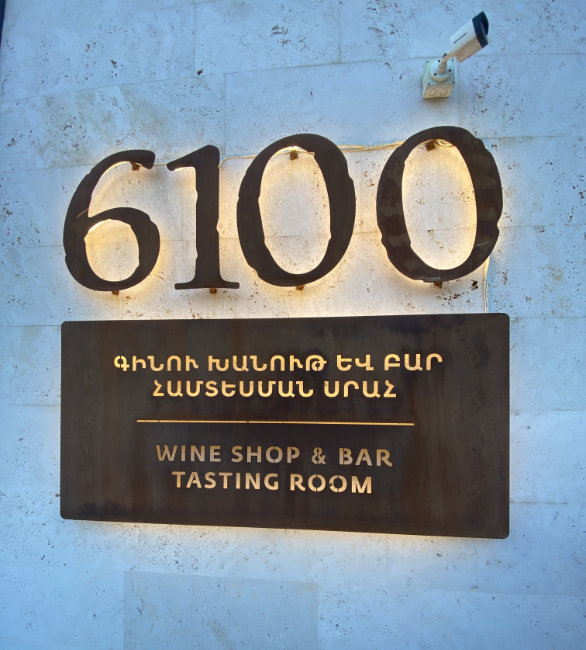 6100
ԳԻՆՈՒ ԽԱՆՈՒԹ ԵՎ ԲԱՐ
ՀԱՄՏԵՍՄԱՆ ՍՐԱՀ
WINE SHOP & BAR
TASTING ROOM